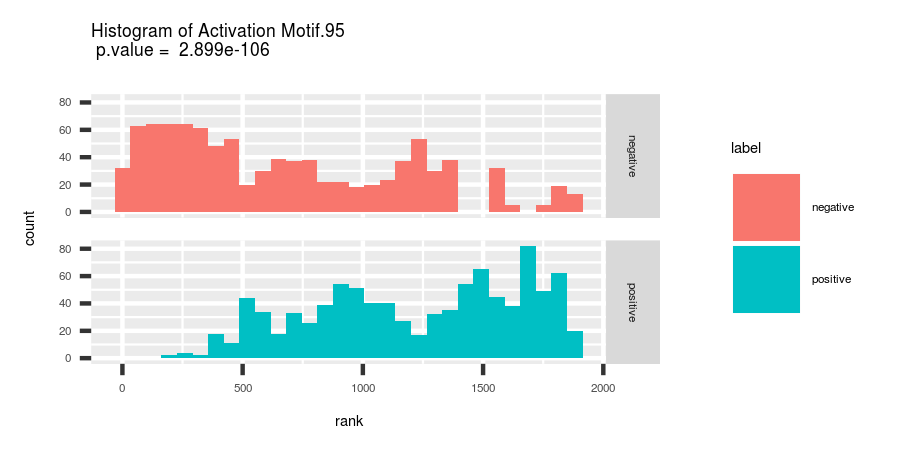 Histogram of Activation Motif.95
p.value = 2.899e-106
count
80
60
40
20
0
negative
80
60
40
20
0
positive
0 500 1000 1500 2000
rank
label
negative
positive